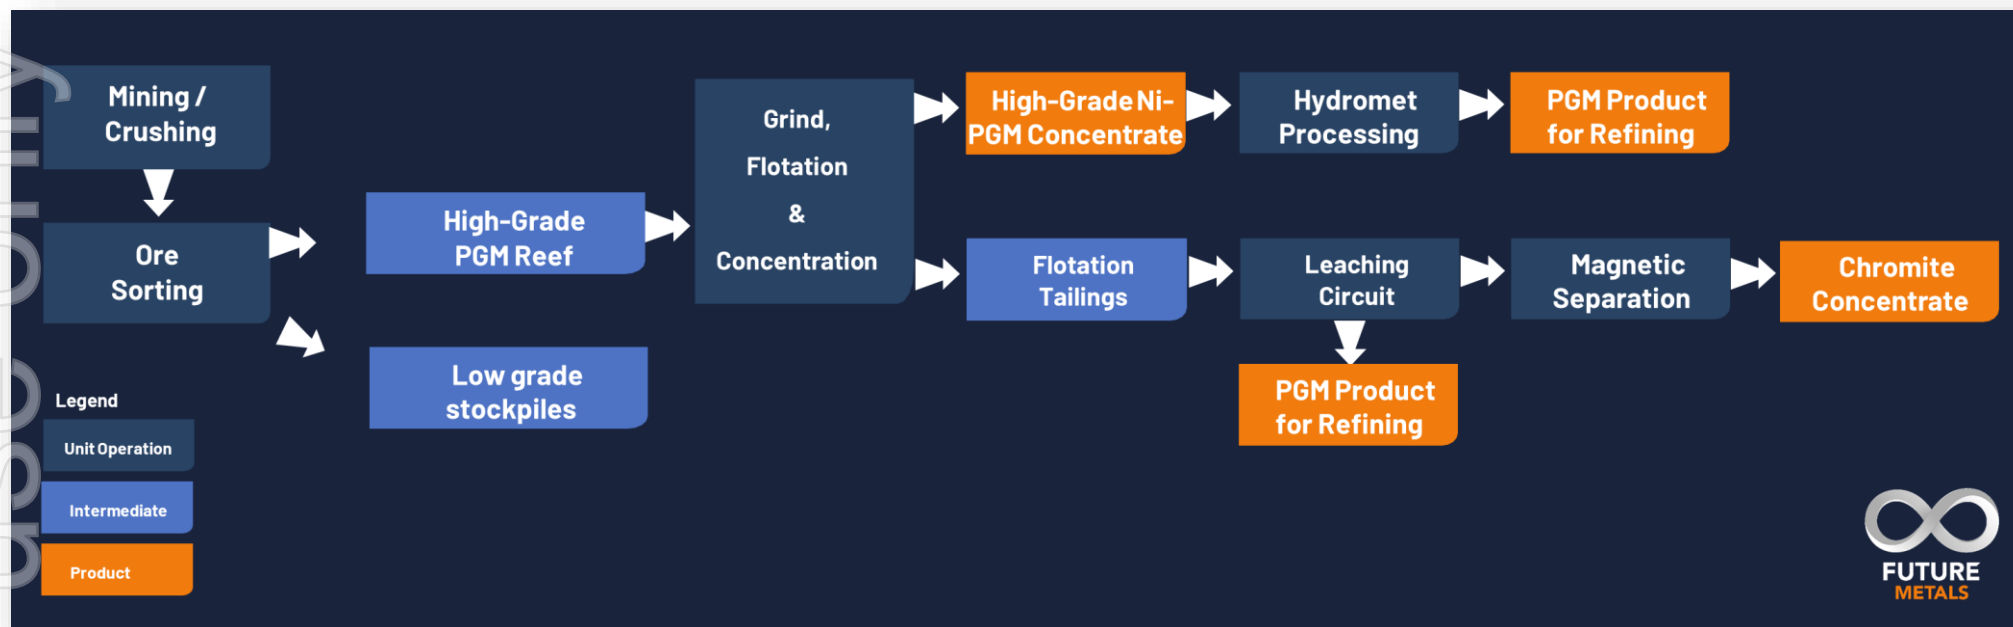 Mining /
Crushing
Ore
Sorting
High-Grade
PGM Reef
Low grade
stockpiles
Grind,
Flotation
&
Concentration
High-Grade Ni-
PGM Concentrate
Hydromet
Processing
PGM Product
for Refining
Flotation
Tailings
Leaching
Circuit
Magnetic
Separation
Chromite
Concentrate
PGM Product
for Refining
Legend
Unit Operation
Intermediate
Product
FUTURE
METALS